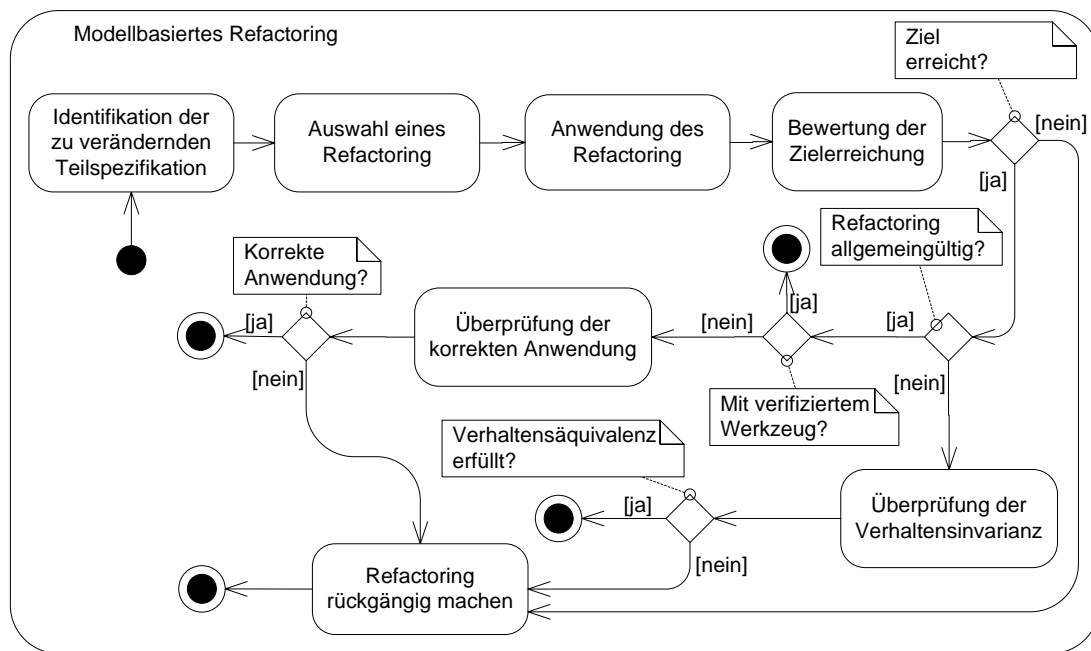 Modellbasiertes Refactoring
Ziel
erreicht?
Identifikation der
zu verändernden
Teilspezifikation
Auswahl eines
Refactoring
Anwendung des
Refactoring
Bewertung der
Zielerreichung
[nein]
[ja]
Korrekte
Anwendung?
Refactoring
allgemeingültig?
[ja]
Überprüfung der
korrekten Anwendung
[nein]
[ja]
[ja]
[nein]
[nein]
Mit verifiziertem
Werkzeug?
Verhaltensäquivalenz
erfüllt?
Überprüfung der
Verhaltensinvarianz
[ja]
[nein]
Refactoring
rückgängig machen